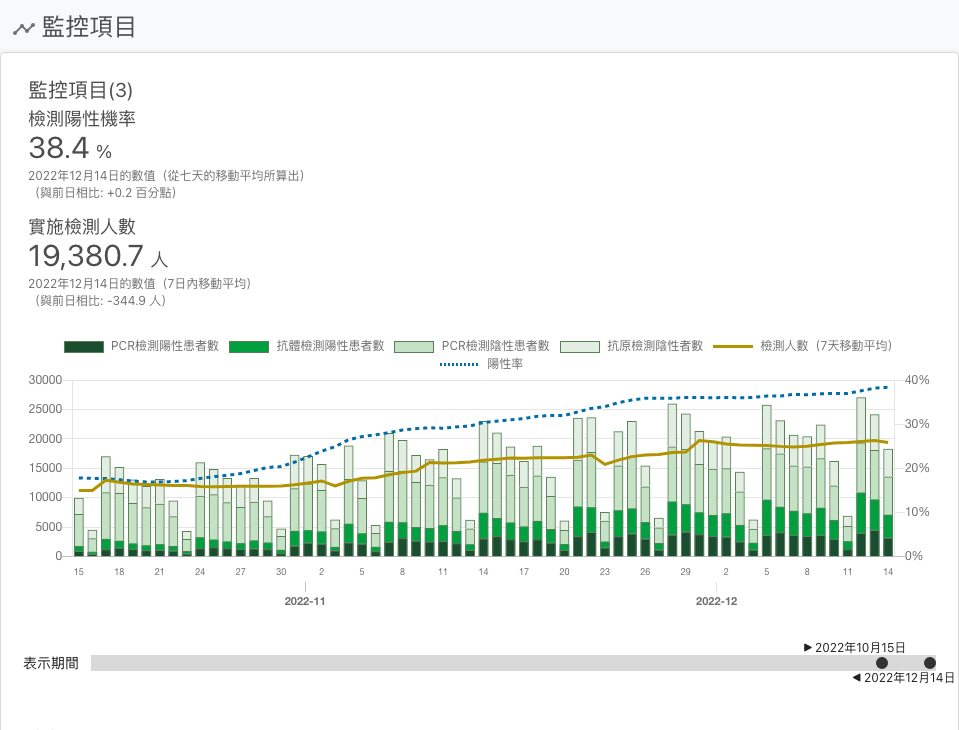 監控項目
監控項目(3)
檢測陽性機率
38.4 %
2022年12月14日的數值（從七天的移動平均所算出）
（與前日相比: +0.2 百分點）
實施檢測人數
19,380.7 人
2022年12月14日的數值（7日內移動平均）
（與前日相比: -344.9 人）
PCR檢測陽性患者數 抗體檢測陽性患者數 PCR檢測陰性患者數 抗原檢測陰性者數 檢測人數（7天移動平均）
陽性率
30000 40%
25000
20000 30%
15000 20%
10000
5000 10%
0 0%
15 18 21 24 27 30 2 5 8 11 14 17 20 23 26 29 2 5 8 11 14
2022-11 2022-12
▶ 2022年10月15日
表示期間
◀ 2022年12月14日